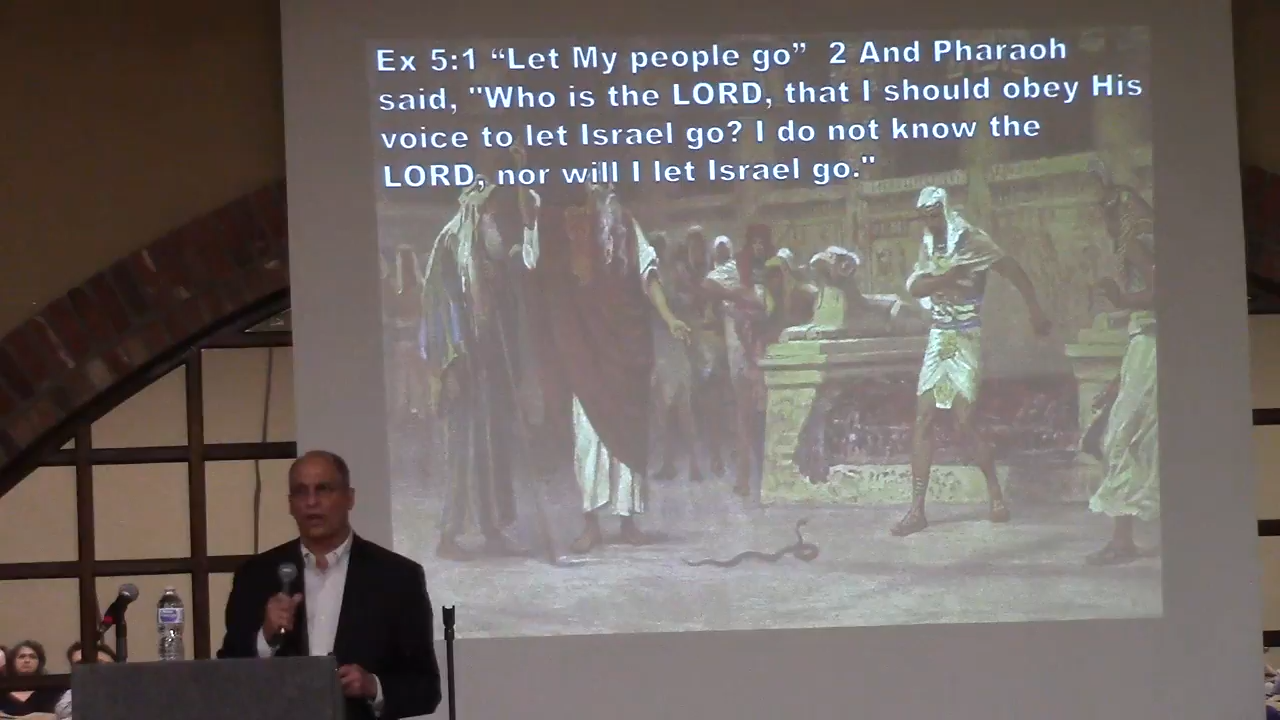 Ex 5:1 “Let My people go”  2 And Pharaoh
said, "Who is the LORD, that I should obey His
voice to let Israel go? I do not know the
LORD, nor will I let Israel go."